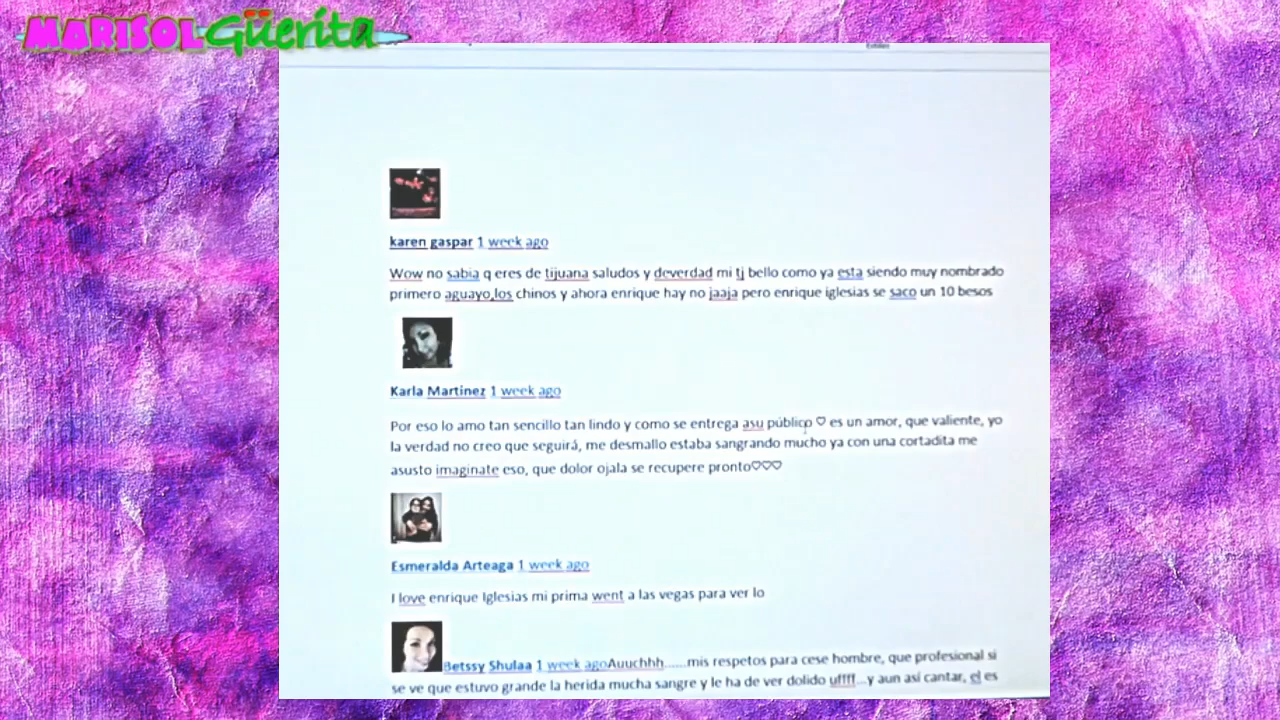 MARISOL Güerita
Estilos
karen gaspar 1 week ago
Wow no sabia q eres de tijuana saludos y deverdad mi tj bello como ya esta siendo muy nombrado
primero aguayo,los chinos y ahora enrique hay no jaaja pero enrique iglesias se saco un 10 besos
Karla Martinez 1 week ago
Por eso lo amo tan sencillo tan lindo y como se entrega asu público ♡ es un amor, que valiente, yo
la verdad no creo que seguirá, me desmallo estaba sangrando mucho ya con una cortadita me
asusto imaginate eso, que dolor ojala se recupere pronto♡♡♡
Esmeralda Arteaga 1 week ago
I love enrique Iglesias mi prima went a las vegas para ver lo
Betssy Shulaa 1 week agoAuuchhh......mis respetos para cese hombre, que profesional si
se ve que estuvo grande la herida mucha sangre y le ha de ver dolido uffff...y aun así cantar, el es